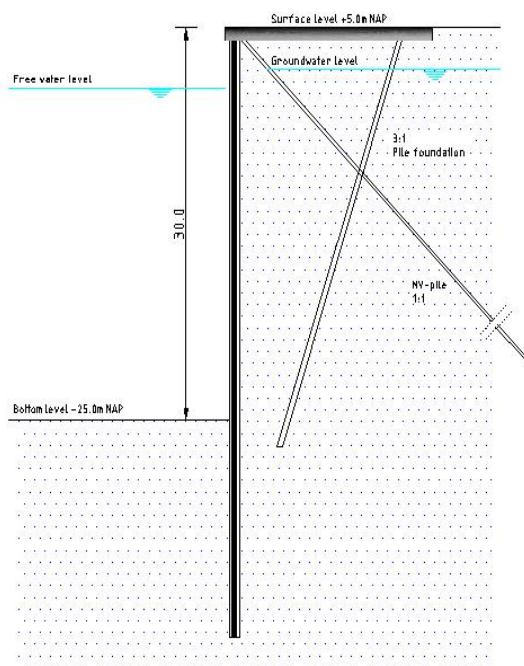 Surface level +5.0m NAP
Groundwater level
Free water level
3:1
Pile foundation
30.0
MV-pile
1:1
Bottom level -25.0m NAP